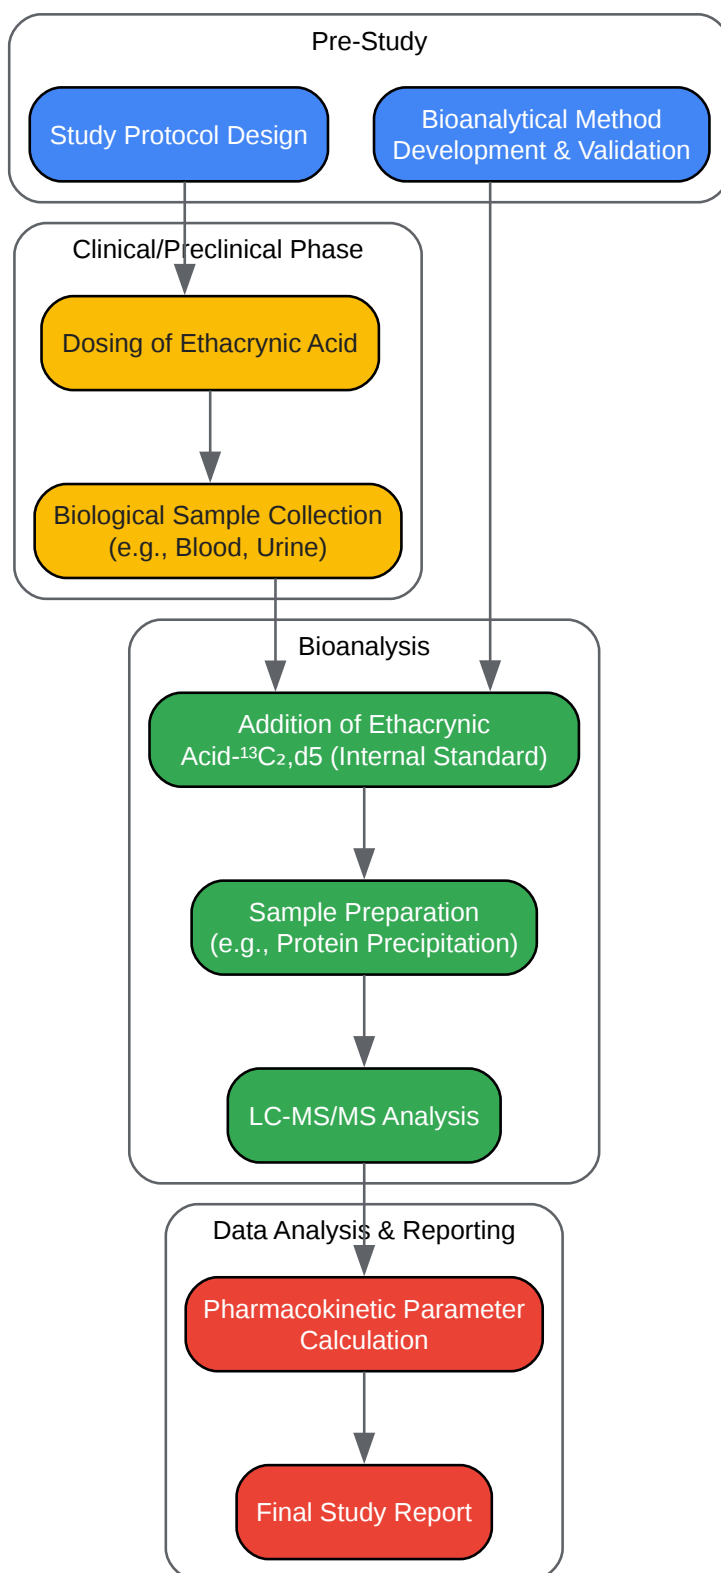 Pre-Study
Study Protocol Design
Bioanalytical Method
Development & Validation
Clinical/Preclinical Phase
Dosing of Ethacrynic Acid
Biological Sample Collection
(e.g., Blood, Urine)
Bioanalysis
Addition of Ethacrynic
Acid-¹³C₂,d5 (Internal Standard)
Sample Preparation
(e.g., Protein Precipitation)
LC-MS/MS Analysis
Data Analysis & Reporting
Pharmacokinetic Parameter
Calculation
Final Study Report